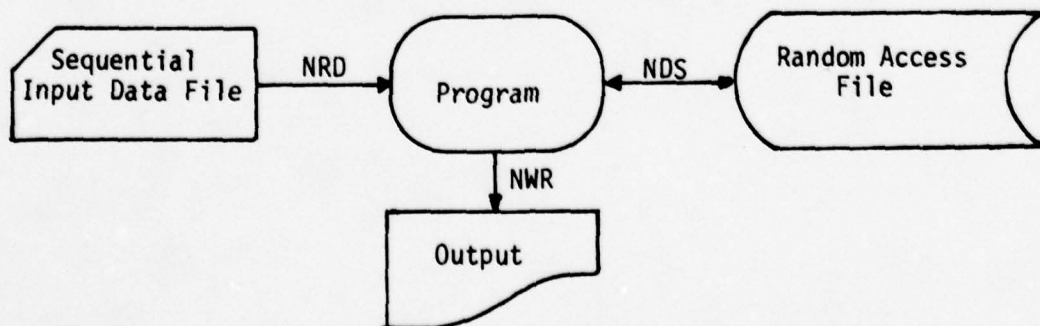 Sequential
Input Data File
NRD
Program
NDS
Random Access
File
NWR
Output